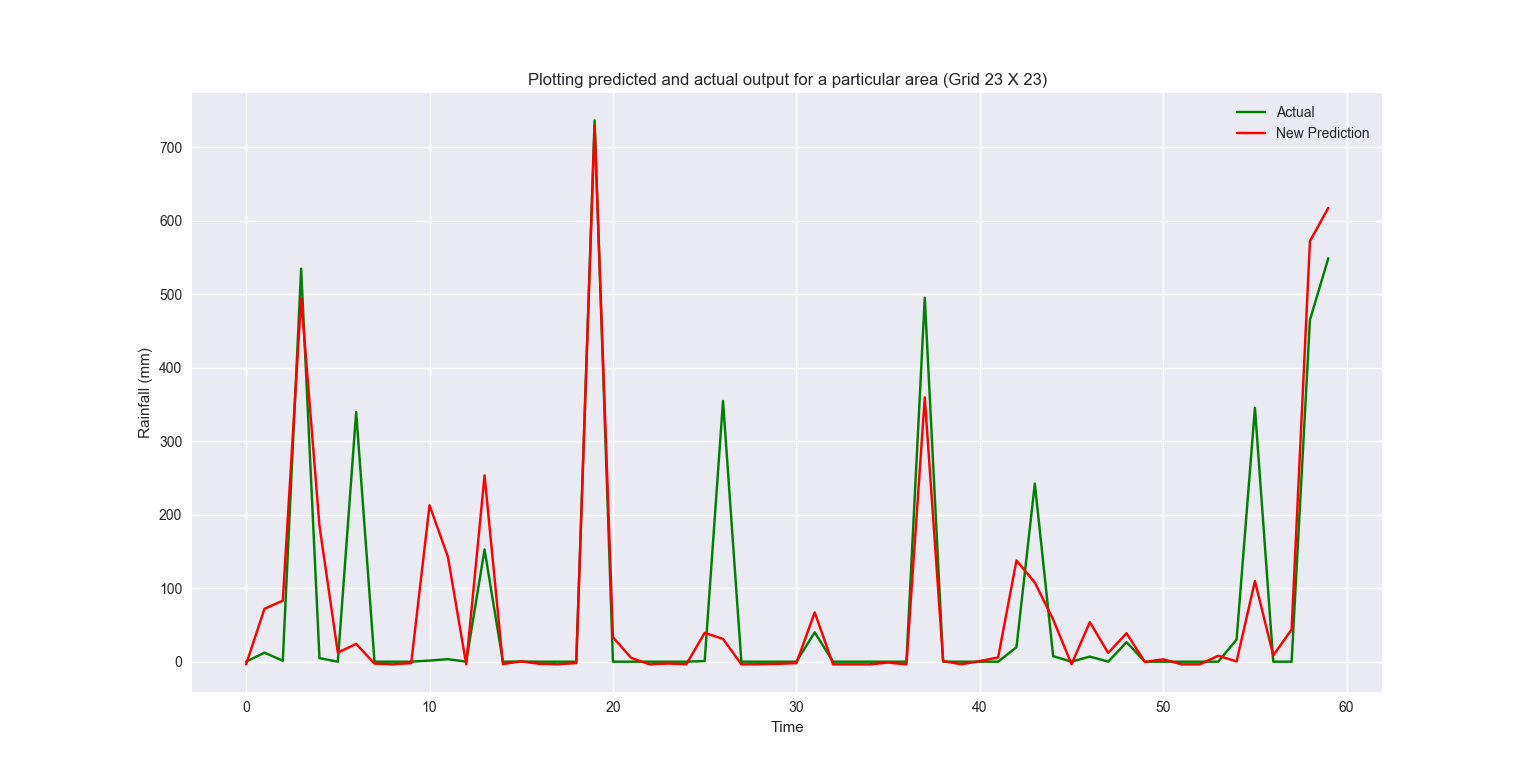 Plotting predicted and actual output for a particular area (Grid 23 X 23)
Actual
New Prediction
700
600
500
400
300
200
100
0
Rainfall (mm)
0 10 20 30 40 50 60
Time